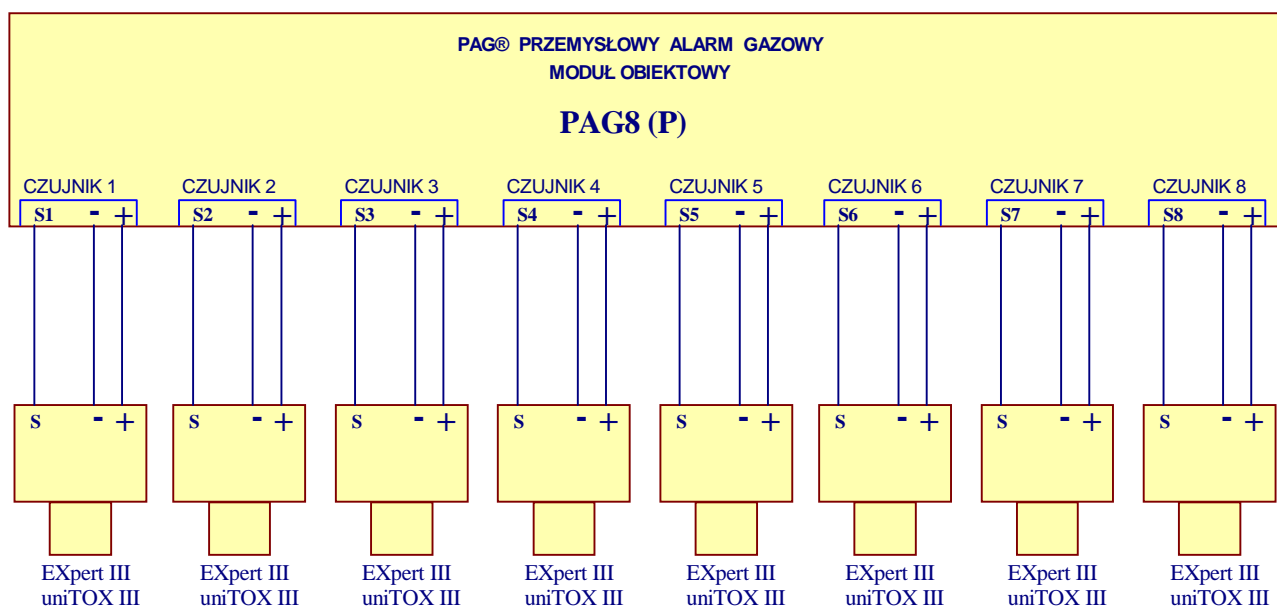 PAG® PRZEMYSŁOWY ALARM GAZOWY
MODUŁ OBIEKTOWY
PAG8 (P)
CZUJNIK 1 CZUJNIK 2 CZUJNIK 3 CZUJNIK 4 CZUJNIK 5 CZUJNIK 6 CZUJNIK 7 CZUJNIK 8
S1 - + S2 - + S3 - + S4 - + S5 - + S6 - + S7 - + S8 - +
S - + S - + S - + S - + S - + S - + S - + S - +
EXpert III EXpert III EXpert III EXpert III EXpert III EXpert III EXpert III EXpert III
uniTOX III uniTOX III uniTOX III uniTOX III uniTOX III uniTOX III uniTOX III uniTOX III